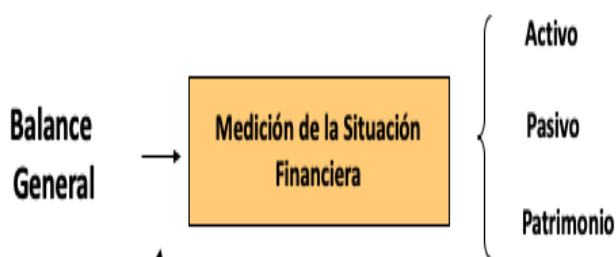 Balance
General
Medición de la Situación
Financiera
Activo
Pasivo
Patrimonio